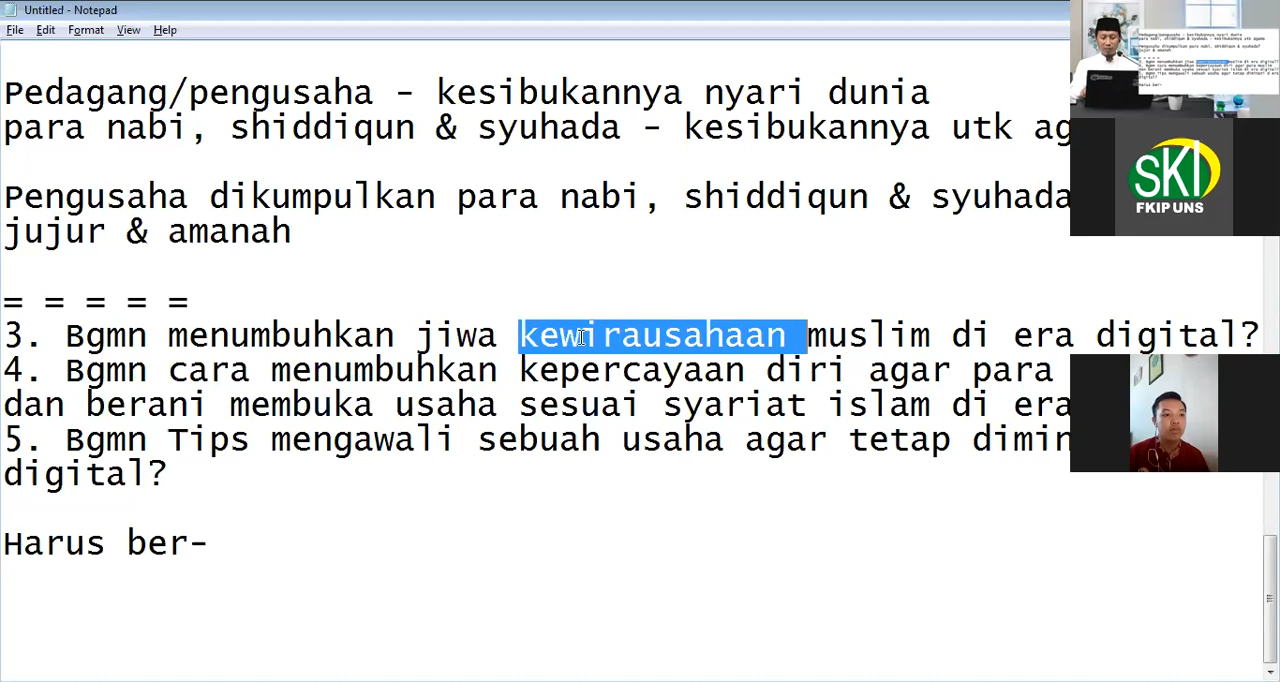 Untitled - Notepad
File Edit Format View Help
Pedagang/pengusaha - kesibukannya nyari dunia
para nabi, shiddiqun & syuhada - kesibukannya utk ag
Pengusaha dikumpulkan para nabi, shiddiqun & syuhada
jujur & amanah
= = = = =
3. Bgmn menumbuhkan jiwa kewirausahaan muslim di era digital?
4. Bgmn cara menumbuhkan kepercayaan diri agar para
dan berani membuka usaha sesuai syariat islam di era
5. Bgmn Tips mengawali sebuah usaha agar tetap dimin
digital?
Harus ber-
SKI
FKIP UNS